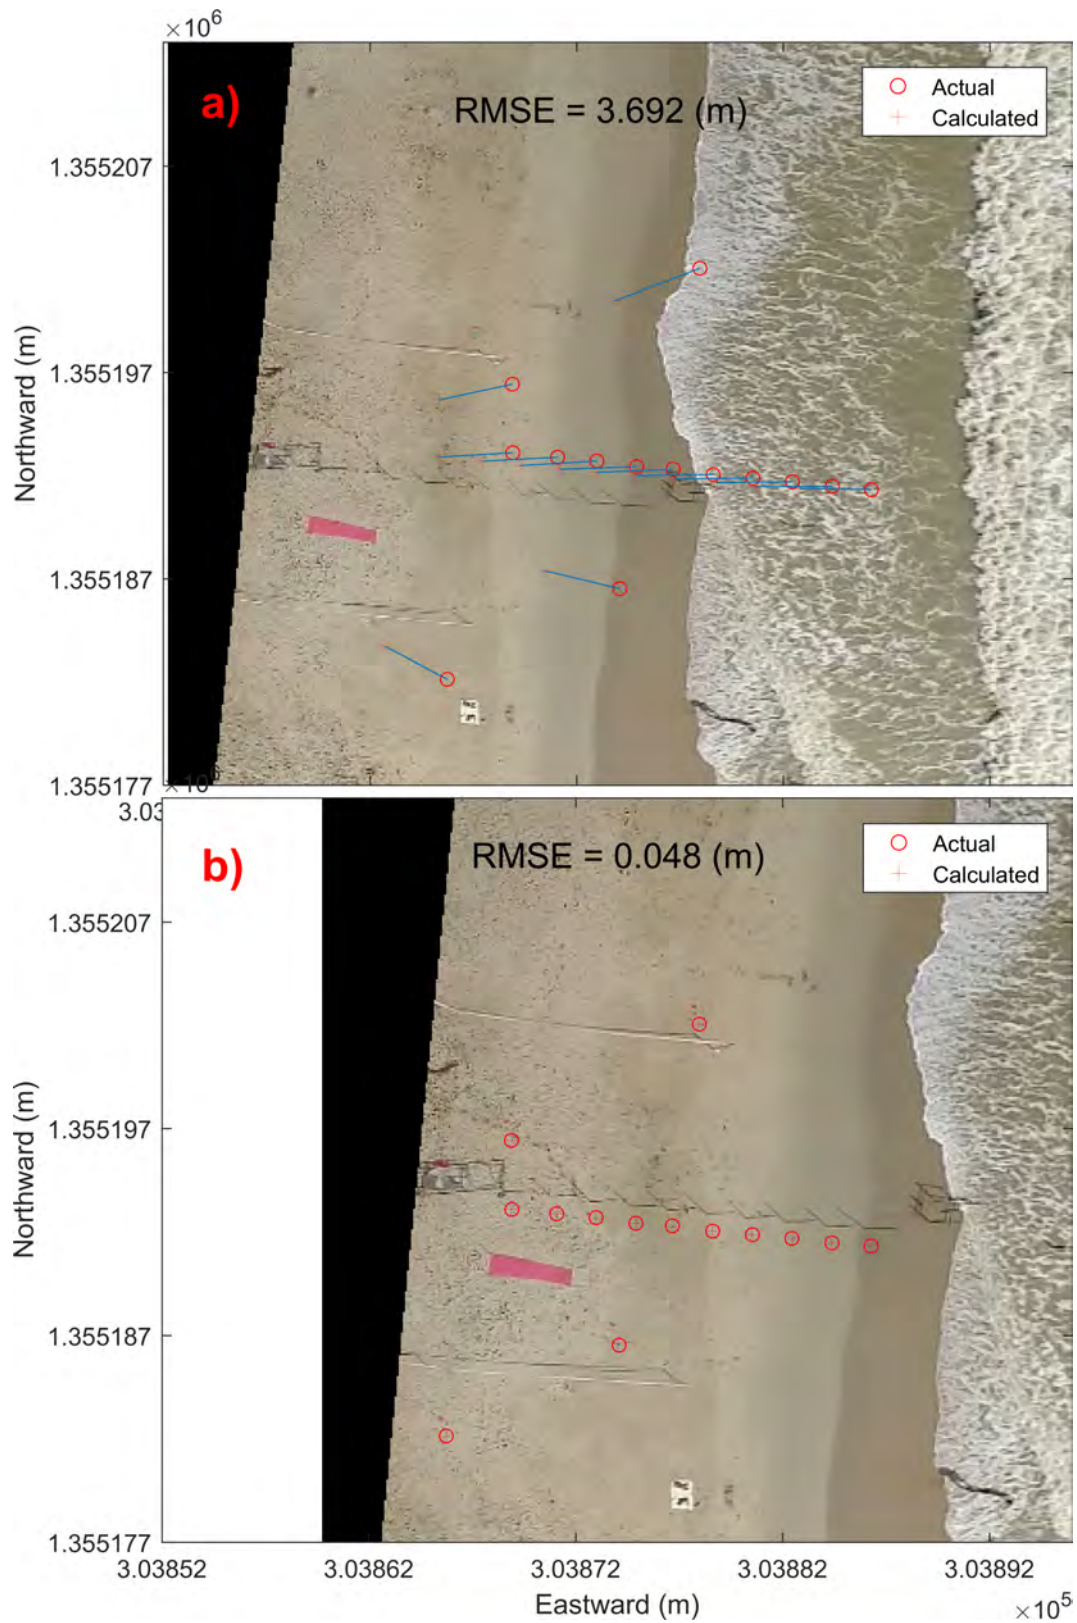 ×10⁶
a)
RMSE = 3.692 (m)
Actual
Calculated
1.355207
1.355197
1.355187
1.355177
Northward (m)
3.03
b)
RMSE = 0.048 (m)
Actual
Calculated
1.355207
1.355197
1.355187
1.355177
Northward (m)
3.03852
3.03862
3.03872
3.03882
3.03892
Eastward (m)
×10⁵